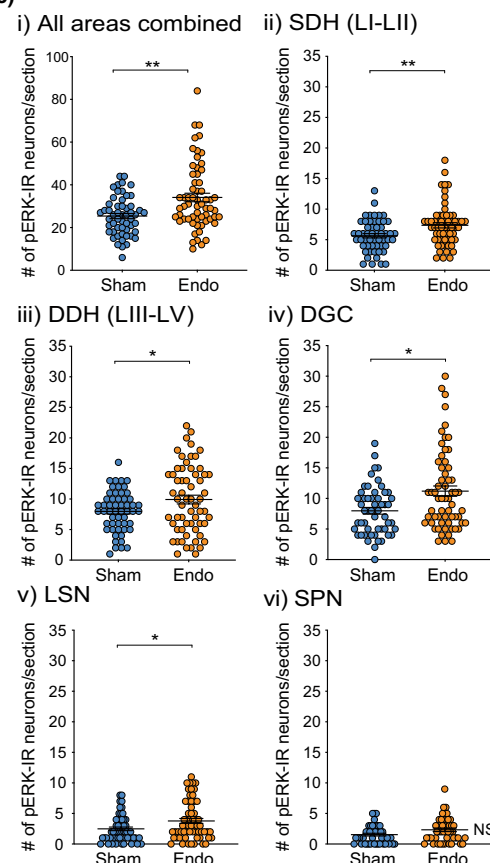 i) All areas combined
# of pERK-IR neurons/section
100
80
60
40
20
0
**
Sham Endo
ii) SDH (LI-LII)
# of pERK-IR neurons/section
35
30
25
20
15
10
5
0
**
Sham Endo
iii) DDH (LIII-LV)
# of pERK-IR neurons/section
35
30
25
20
15
10
5
0
*
Sham Endo
iv) DGC
# of pERK-IR neurons/section
35
30
25
20
15
10
5
0
*
Sham Endo
v) LSN
# of pERK-IR neurons/section
35
30
25
20
15
10
5
0
*
Sham Endo
vi) SPN
# of pERK-IR neurons/section
35
30
25
20
15
10
5
0
NS
Sham Endo